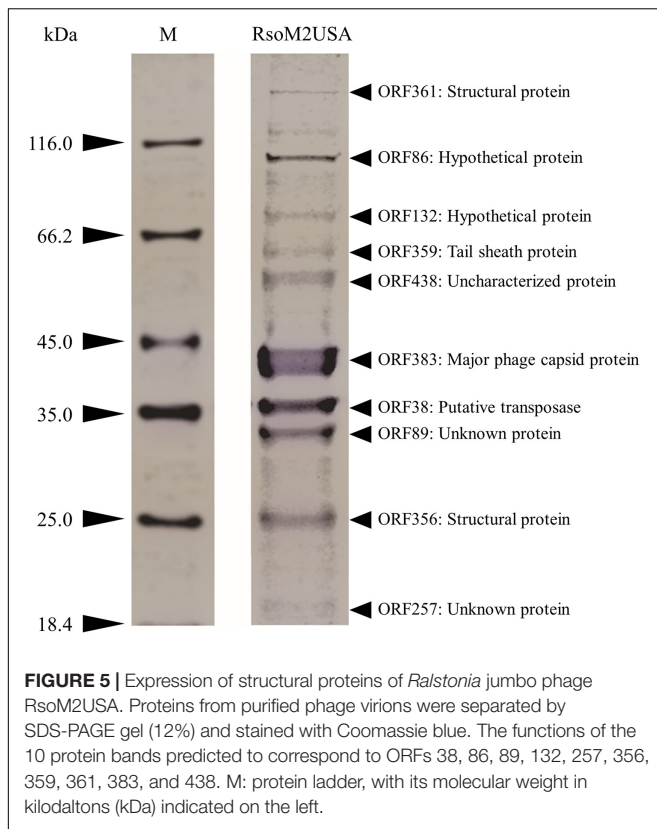 kDa M RsoM2USA
ORF361: Structural protein
116.0
ORF86: Hypothetical protein
ORF132: Hypothetical protein
66.2
ORF359: Tail sheath protein
ORF438: Uncharacterized protein
45.0
ORF383: Major phage capsid protein
ORF38: Putative transposase
35.0
ORF89: Unknown protein
25.0 ORF356: Structural protein
ORF257: Unknown protein
18.4
FIGURE 5 | Expression of structural proteins of Ralstonia jumbo phage
RsoM2USA. Proteins from purified phage virions were separated by
SDS-PAGE gel (12%) and stained with Coomassie blue. The functions of the
10 protein bands predicted to correspond to ORFs 38, 86, 89, 132, 257, 356,
359, 361, 383, and 438. M: protein ladder, with its molecular weight in
kilodaltons (kDa) indicated on the left.